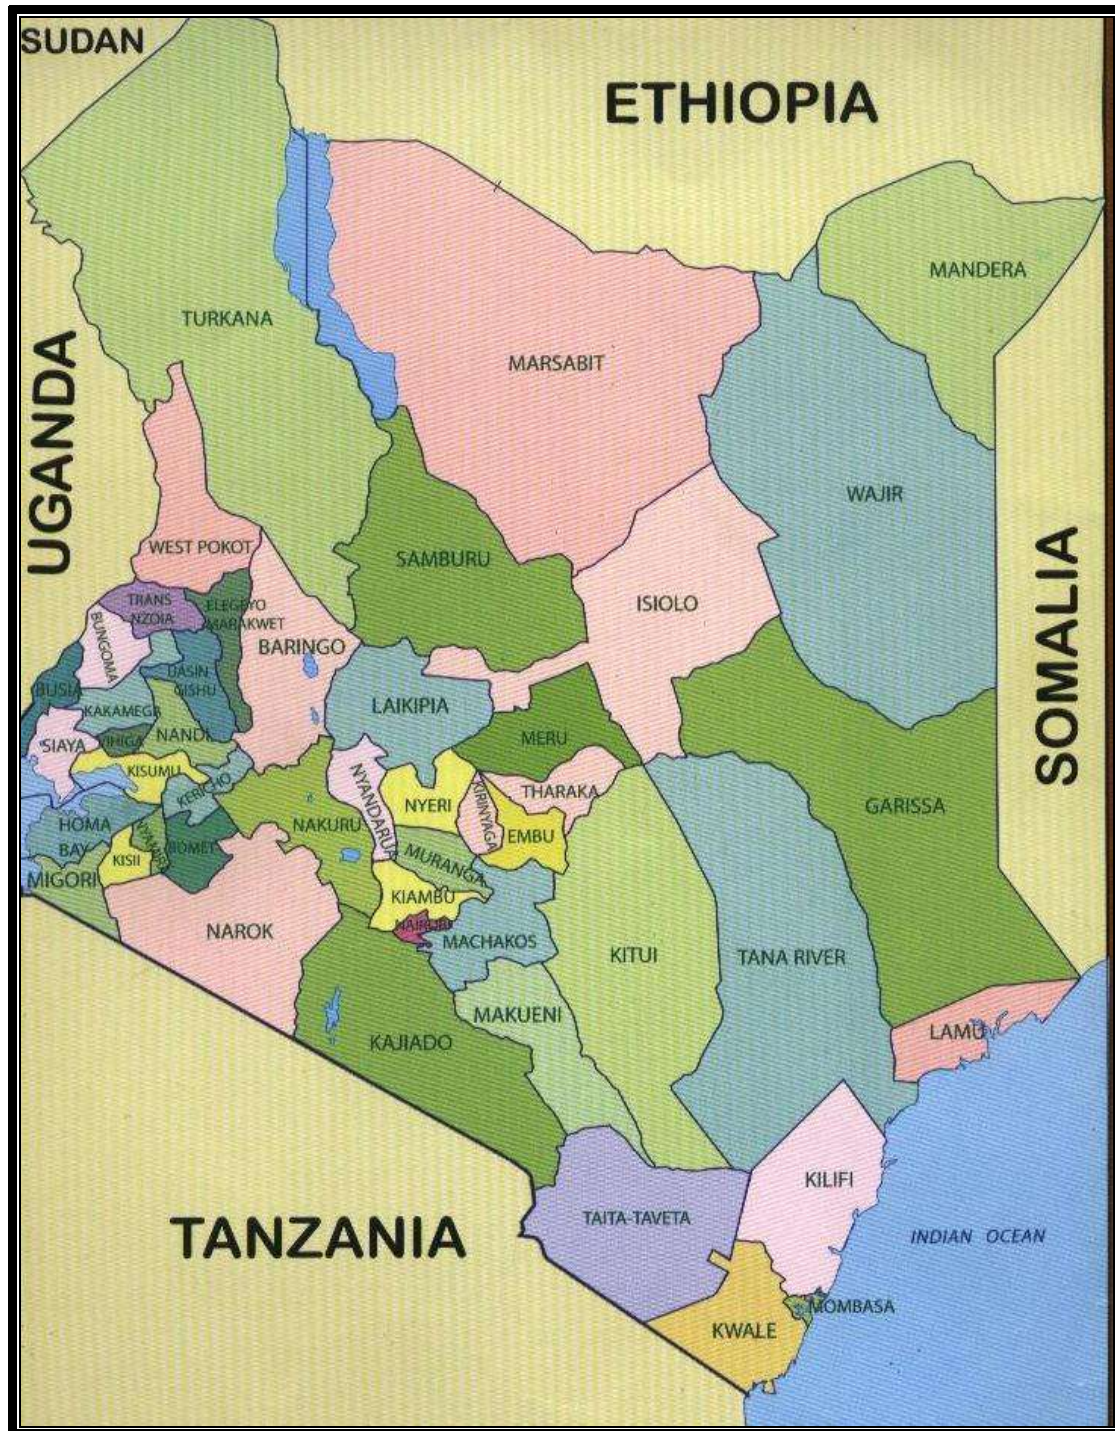 SUDAN
ETHIOPIA
MANDERA
TURKANA
MARSABIT
UGANDA
WAJIR
WEST POKOT
SAMBURU
SOMALIA
TRANS
NZOIA
ELEGEYO
MARAKWET
ISIOLO
BUNGOMA
BARINGO
UASIN
GISHU
BUSIA
KAKAMEGA
LAIKIPIA
SIAYA
VIHIGA
NANDI
MERU
KISUMU
KERICHO
NYANDARUA
NYERI
KIRINYAGA
THARAKA
GARISSA
HOMA
BAY
NAKURU
EMBU
KISII
BOMET
MURANGA
MIGORI
KIAMBU
NAIROBI
NAROK
MACHAKOS
KITUI
TANA RIVER
MAKUENI
LAMU
KAJIADO
KILIFI
TAITA-TAVETA
TANZANIA
INDIAN OCEAN
MOMBASA
KWALE